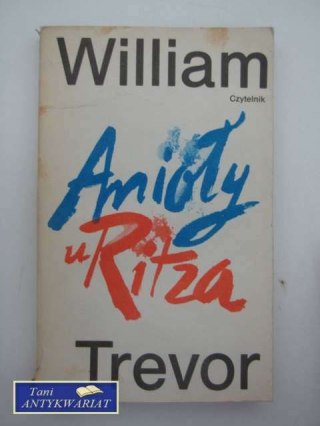 William
Czytelnik
Anioły
u Ritza
Trevor
Tani
ANTYKWARIAT